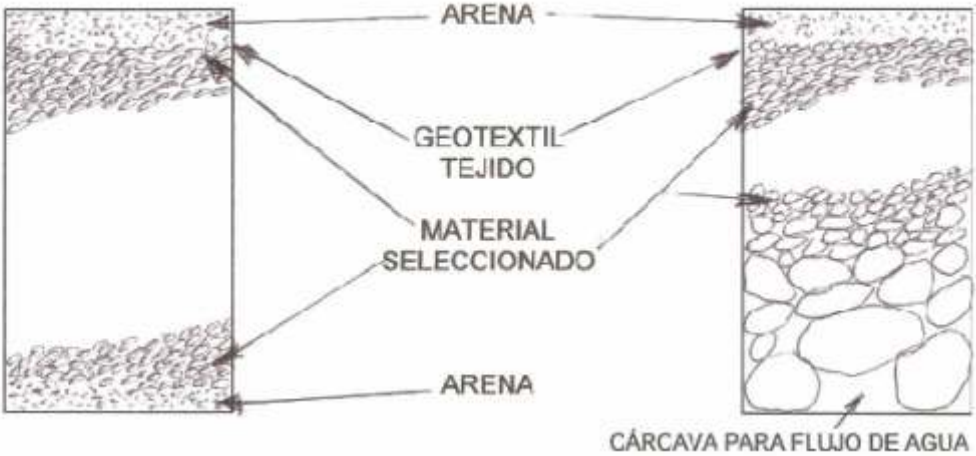 ARENA
GEOTEXTIL
TEJIDO
MATERIAL
SELECCIONADO
ARENA
CÁRCAVA PARA FLUJO DE AGUA